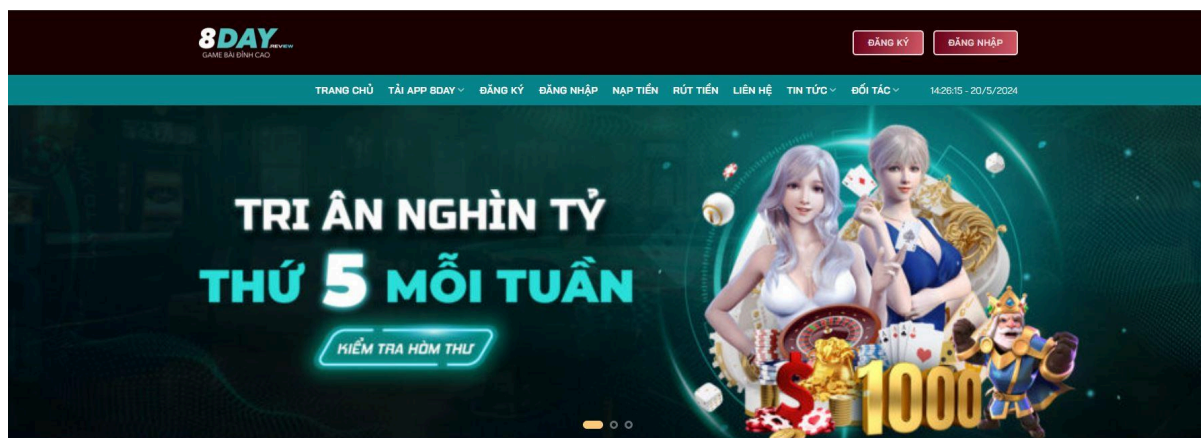 8DAY.REVIEW
GAME BÀI ĐỈNH CAO
ĐĂNG KÝ
ĐĂNG NHẬP
TRANG CHỦ TẢI APP 8DAY ĐĂNG KÝ ĐĂNG NHẬP NẠP TIỀN RÚT TIỀN LIÊN HỆ TIN TỨC ĐỐI TÁC 14:26:15 - 20/5/2024
TRI ÂN NGHÌN TỶ
THỨ 5 MỖI TUẦN
KIỂM TRA HÒM THƯ
$1000